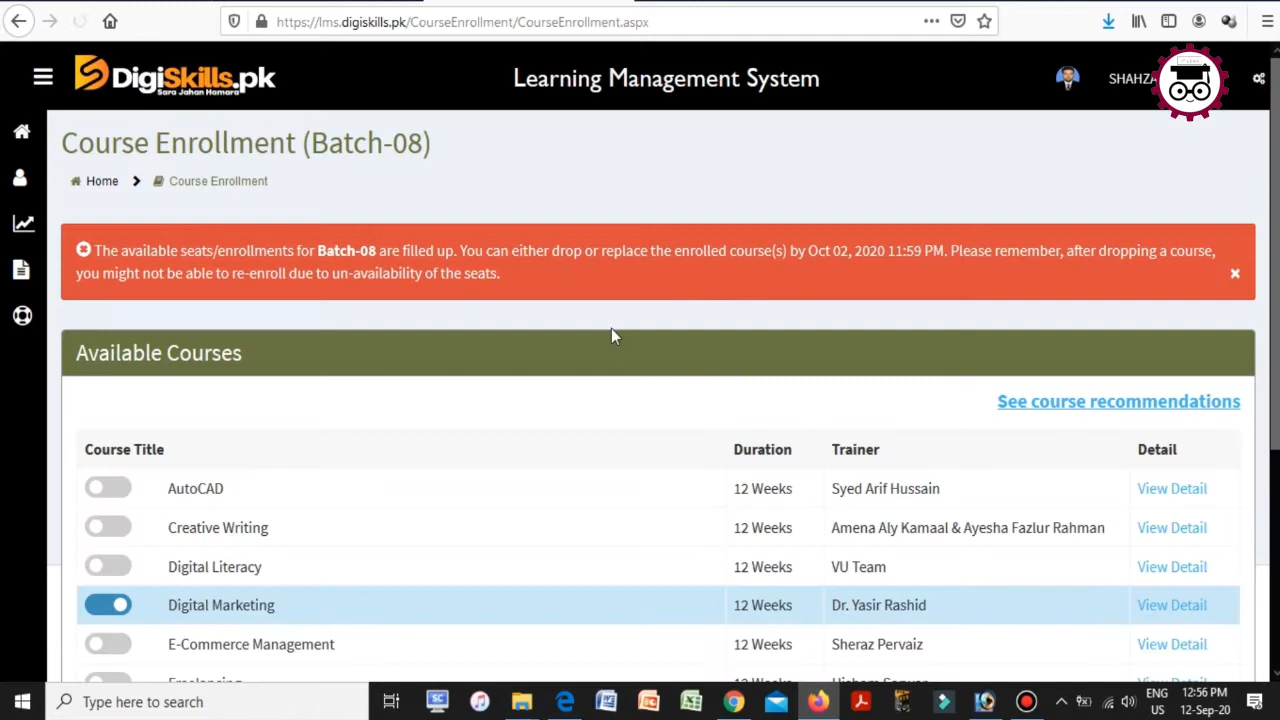 https://lms.digiskills.pk/CourseEnrollment/CourseEnrollment.aspx
DigiSkills.pk
Sara Jahan Hamara
Learning Management System
Course Enrollment (Batch-08)
Home
Course Enrollment
The available seats/enrollments for Batch-08 are filled up. You can either drop or replace the enrolled course(s) by Oct 02, 2020 11:59 PM. Please remember, after dropping a course,
you might not be able to re-enroll due to un-availability of the seats.
Available Courses
See course recommendations
Course Title Duration Trainer Detail
AutoCAD 12 Weeks Syed Arif Hussain View Detail
Creative Writing 12 Weeks Amena Aly Kamaal & Ayesha Fazlur Rahman View Detail
Digital Literacy 12 Weeks VU Team View Detail
Digital Marketing 12 Weeks Dr. Yasir Rashid View Detail
E-Commerce Management 12 Weeks Sheraz Pervaiz View Detail
Type here to search
ENG 12:56 PM
US 12-Sep-20